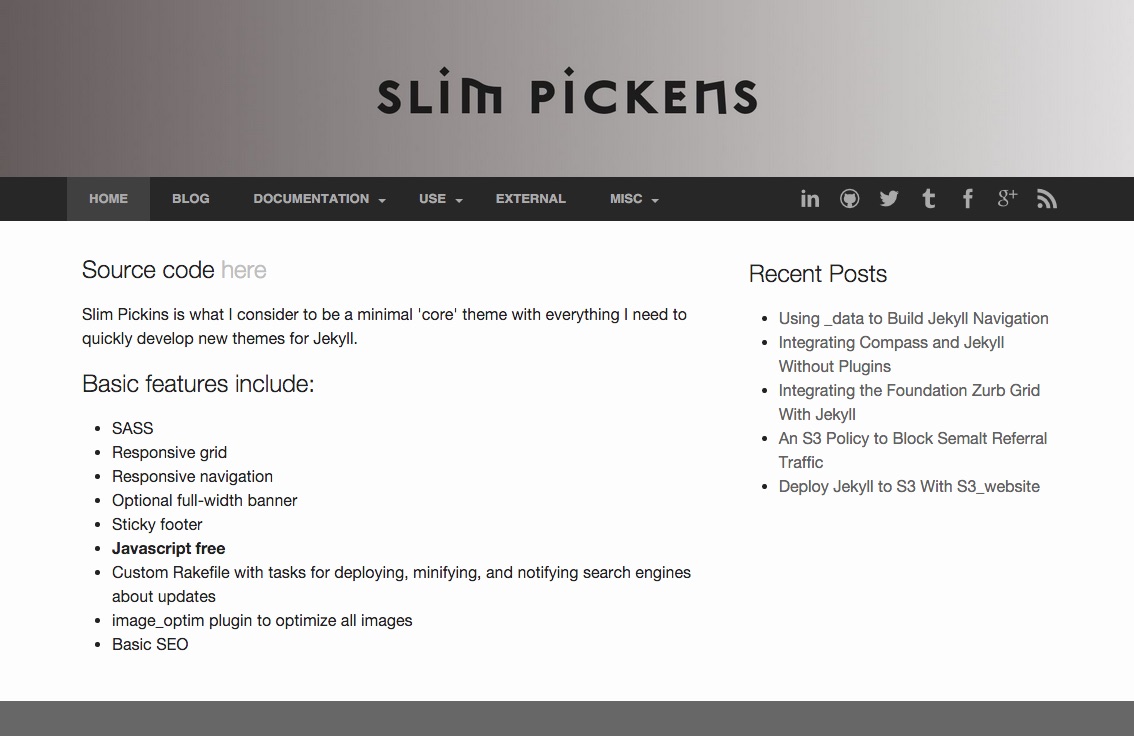 SLIM PICKENS
HOME BLOG DOCUMENTATION USE EXTERNAL MISC
Source code here
Slim Pickins is what I consider to be a minimal 'core' theme with everything I need to
quickly develop new themes for Jekyll.
Basic features include:
SASS
Responsive grid
Responsive navigation
Optional full-width banner
Sticky footer
Javascript free
Custom Rakefile with tasks for deploying, minifying, and notifying search engines
about updates
image_optim plugin to optimize all images
Basic SEO
Recent Posts
Using _data to Build Jekyll Navigation
Integrating Compass and Jekyll
Without Plugins
Integrating the Foundation Zurb Grid
With Jekyll
An S3 Policy to Block Semalt Referral
Traffic
Deploy Jekyll to S3 With S3_website